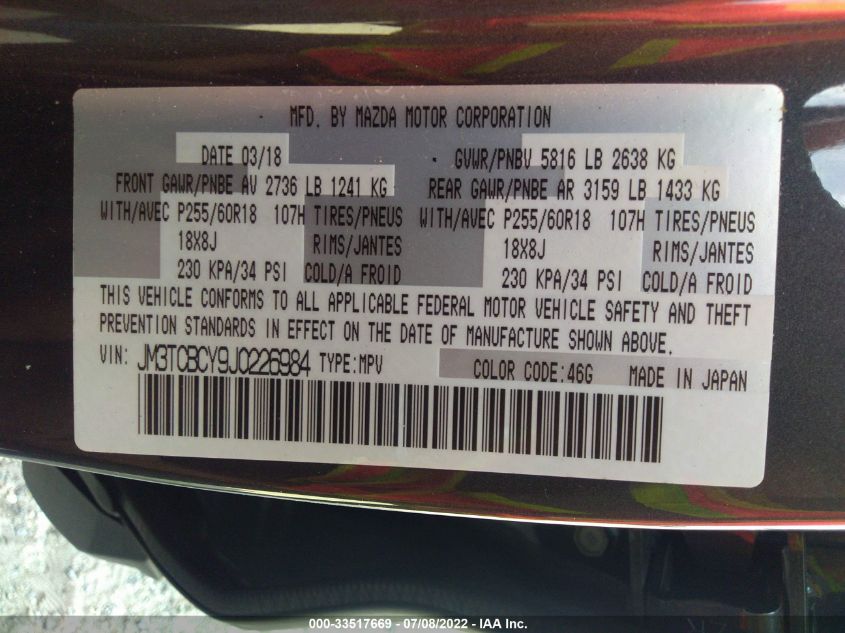 MFD. BY MAZDA MOTOR CORPORATION
DATE 03/18 GVWR/PNBV 5816 LB 2638 KG
FRONT GAWR/PNBE AV 2736 LB 1241 KG REAR GAWR/PNBE AR 3159 LB 1433 KG
WITH/AVEC P255/60R18 107H TIRES/PNEUS WITH/AVEC P255/60R18 107H TIRES/PNEUS
18X8J RIMS/JANTES 18X8J RIMS/JANTES
230 KPA/34 PSI COLD/A FROID 230 KPA/34 PSI COLD/A FROID
THIS VEHICLE CONFORMS TO ALL APPLICABLE FEDERAL MOTOR VEHICLE SAFETY AND THEFT
PREVENTION STANDARDS IN EFFECT ON THE DATE OF MANUFACTURE SHOWN ABOVE.
VIN: JM3TCBCY9J0226984 TYPE:MPV COLOR CODE:46G MADE IN JAPAN
000-33517669 - 07/08/2022 - IAA Inc.